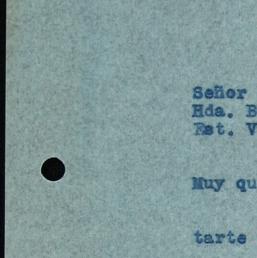 Señor
Hda. B
Est. V
Muy qu
tarte